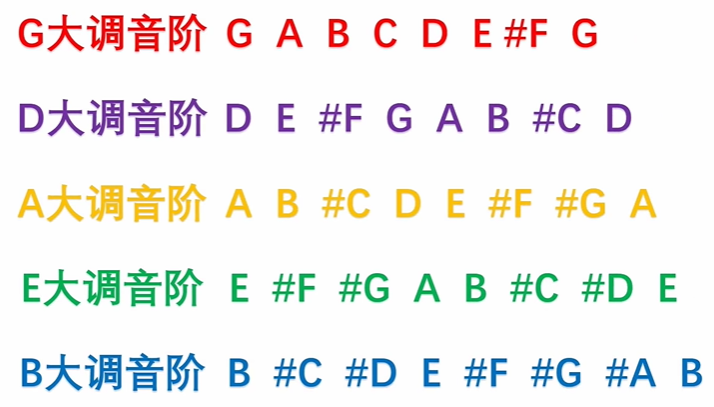 G大调音阶 G A B C D E #F G
D大调音阶 D E #F G A B #C D
A大调音阶 A B #C D E #F #G A
E大调音阶 E #F #G A B #C #D E
B大调音阶 B #C #D E #F #G #A B